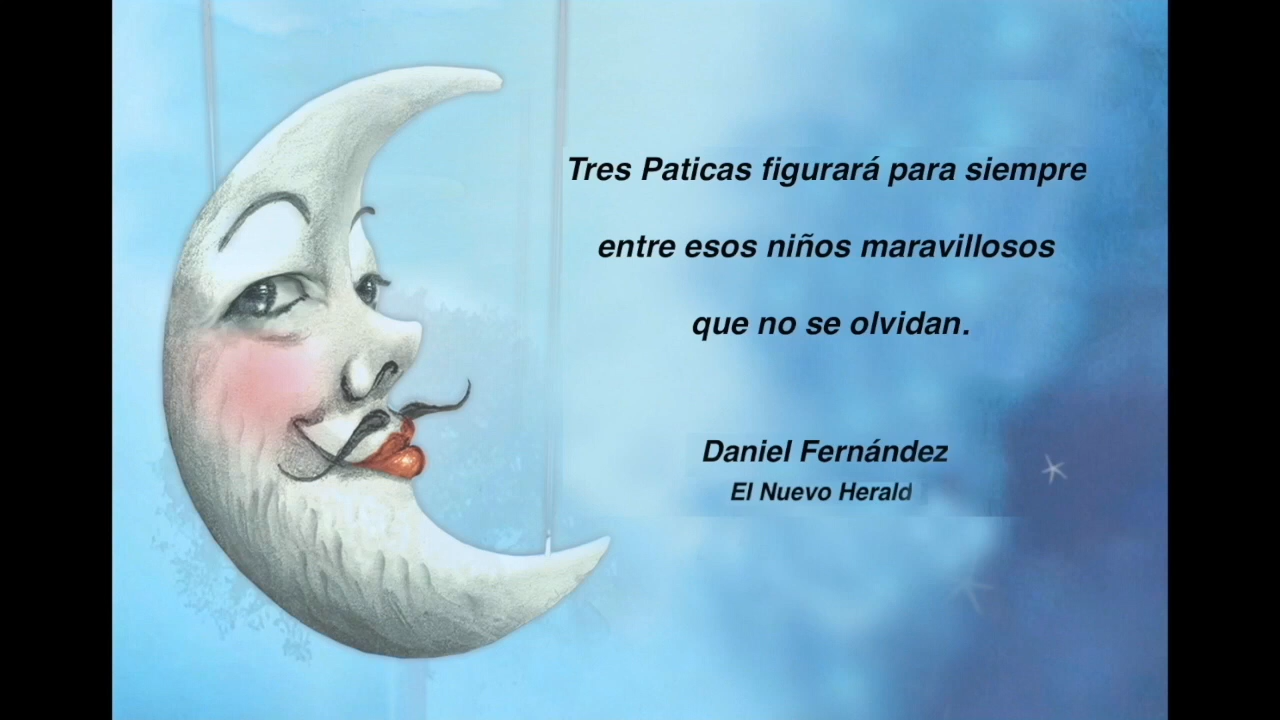 Tres Paticas figurará para siempre
entre esos niños maravillosos
que no se olvidan.
Daniel Fernández
El Nuevo Herald